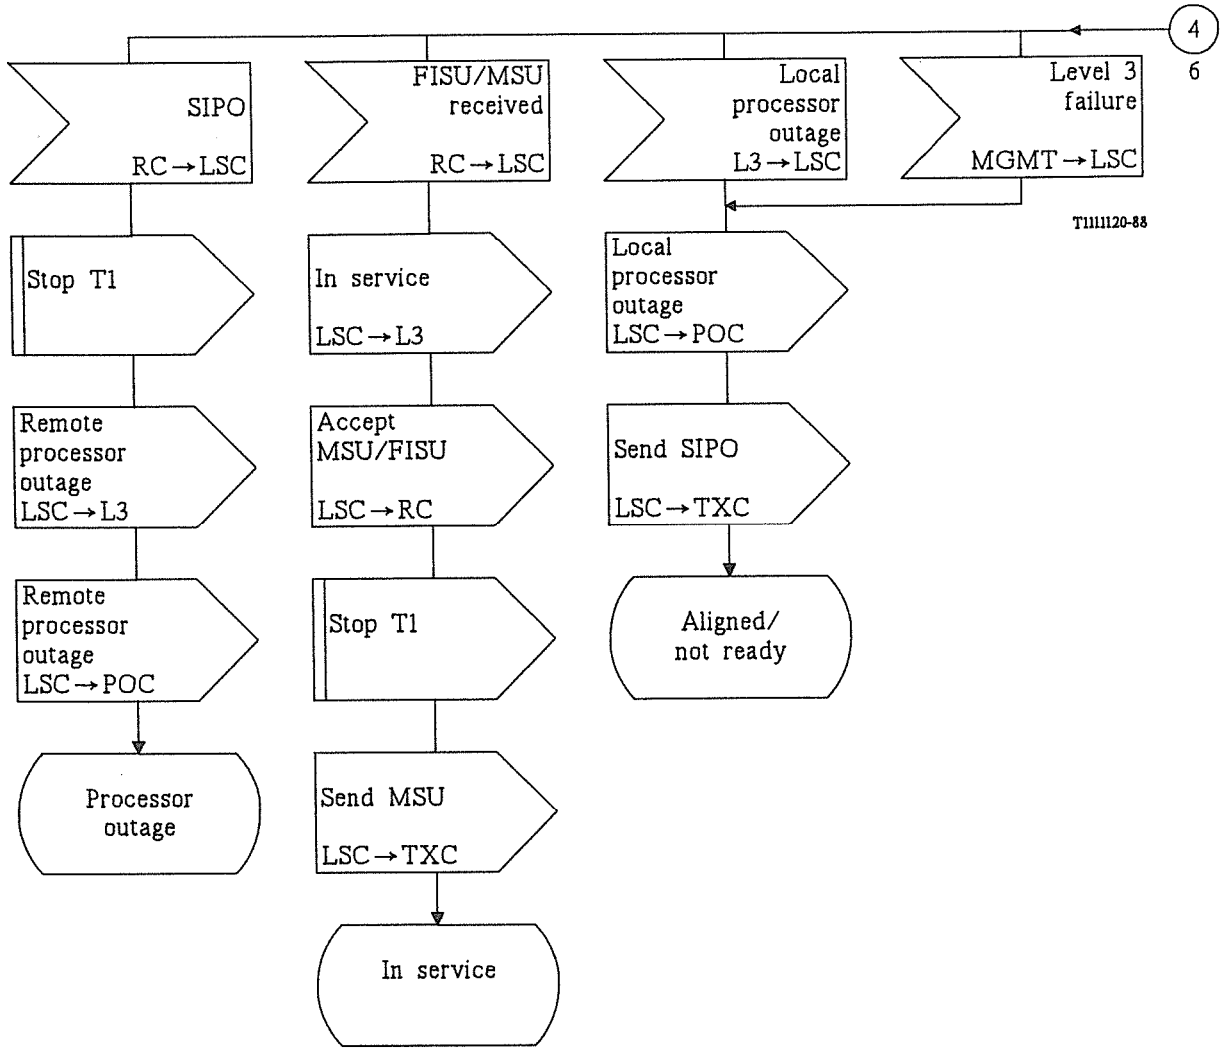 4
6
SIPO
RC→LSC
FISU/MSU
received
RC→LSC
Local
processor
outage
L3→LSC
Level 3
failure
MGMT→LSC
T1111120-88
Stop T1
Remote
processor
outage
LSC→L3
Remote
processor
outage
LSC→POC
Processor
outage
In service
LSC→L3
Accept
MSU/FISU
LSC→RC
Stop T1
Send MSU
LSC→TXC
In service
Local
processor
outage
LSC→POC
Send SIPO
LSC→TXC
Aligned/
not ready